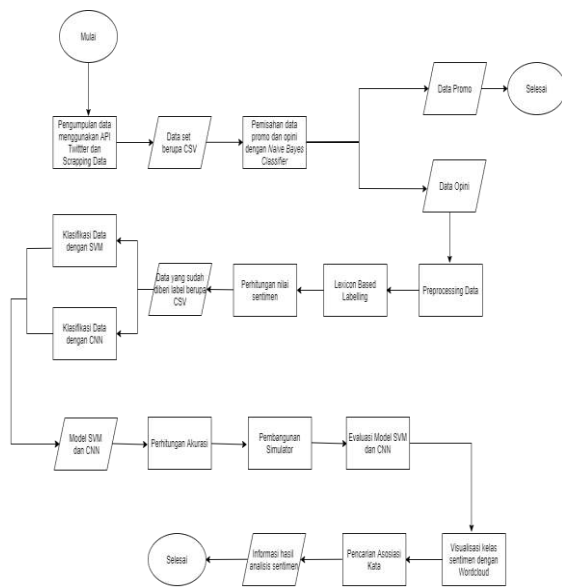 Mulai
Pengumpulan data
menggunakan API
Twitter dan
Scrapping Data
Data set
berupa CSV
Pemisahan data
promo dan opini
dengan Naive Bayes
Classifier
Data Promo
Selesai
Data Opini
Preprocessing Data
Lexicon Based
Labelling
Perhitungan nilai
sentimen
Data yang sudah
diberi label berupa
CSV
Klasifikasi Data
dengan SVM
Klasifikasi Data
dengan CNN
Model SVM
dan CNN
Perhitungan Akurasi
Pembangunan
Simulator
Evaluasi Model SVM
dan CNN
Visualisasi kelas
sentimen dengan
Wordcloud
Pencarian Asosiasi
Kata
Informasi hasil
analisis sentimen
Selesai